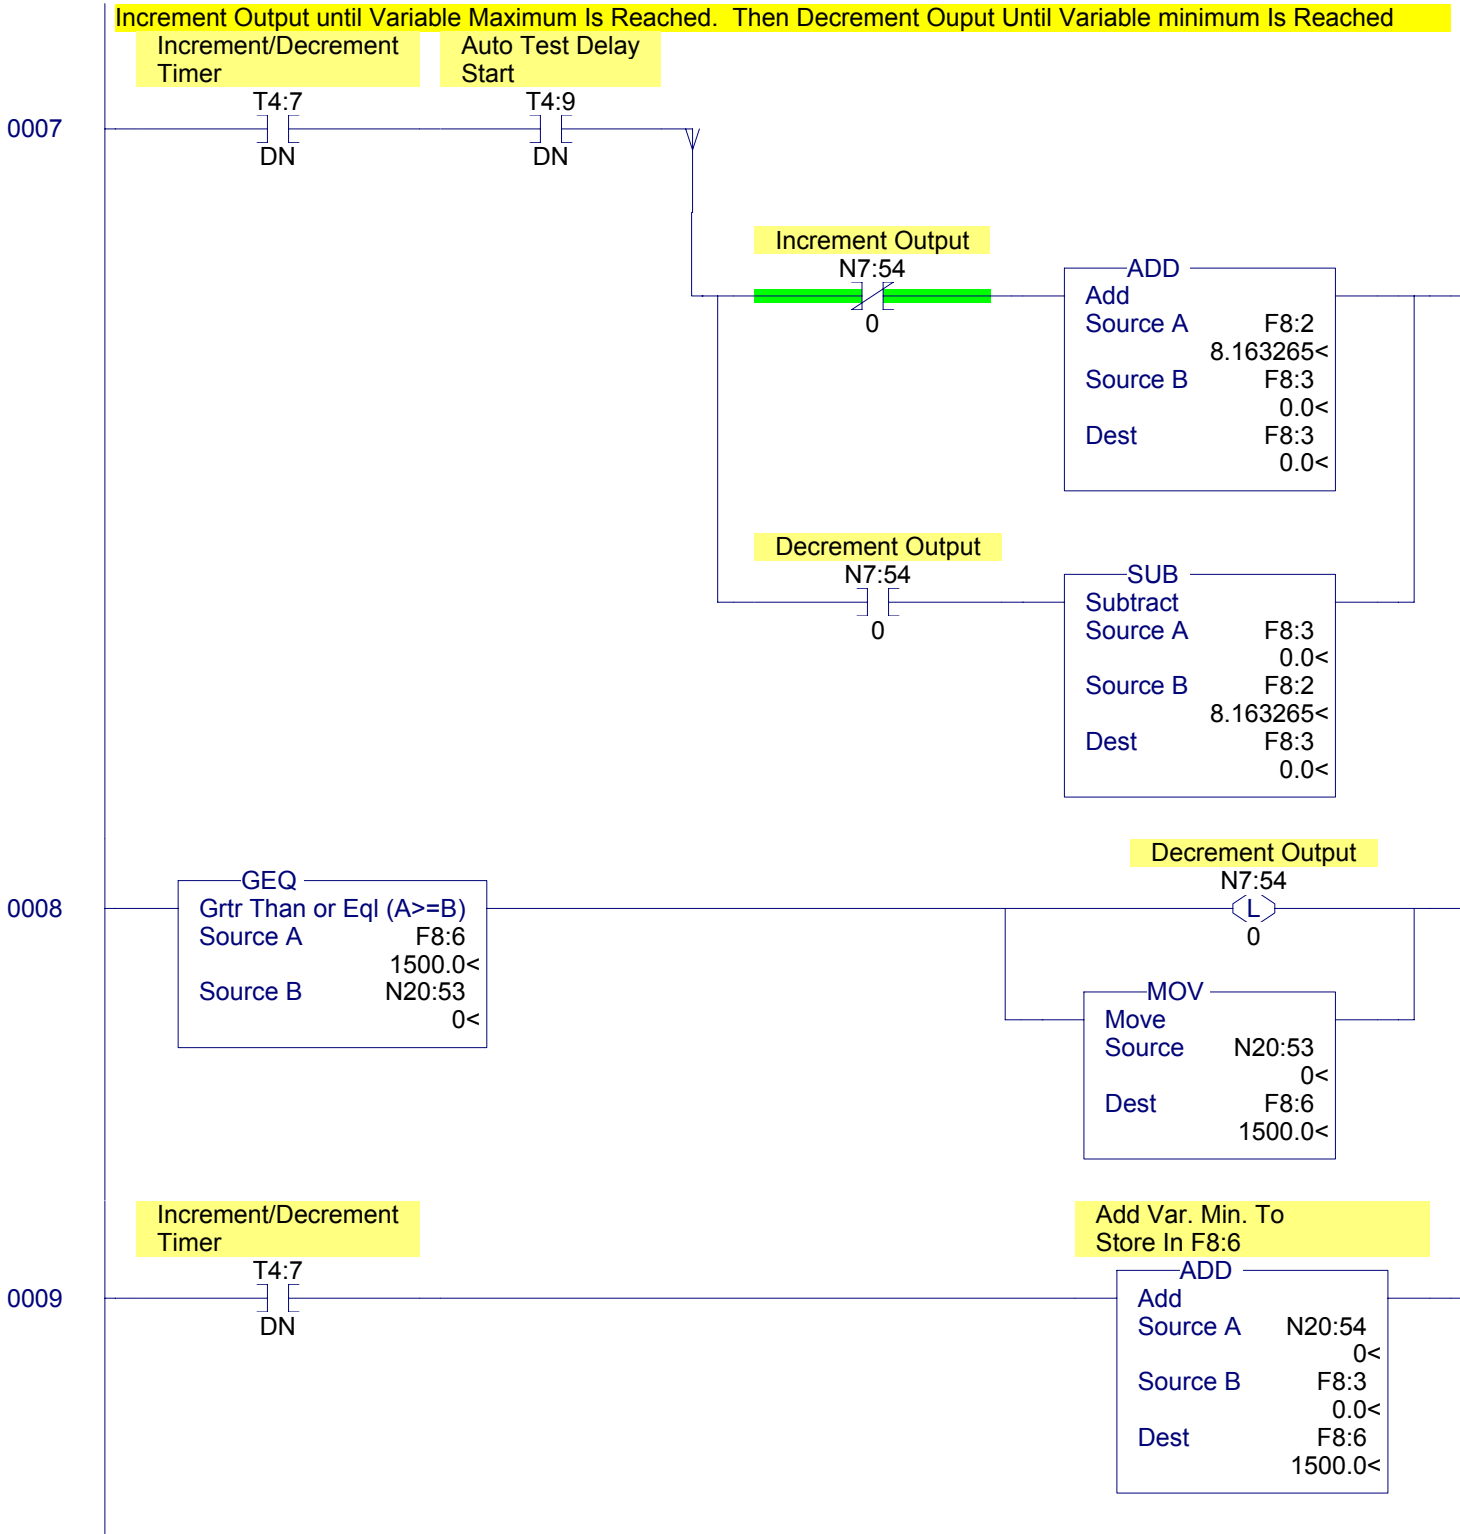 Increment Output until Variable Maximum Is Reached.  Then Decrement Ouput Until Variable minimum Is Reached
Increment/Decrement
Timer
Auto Test Delay
Start
T4:7
T4:9
0007
DN
DN
Increment Output
N7:54
0
ADD
Add
Source A F8:2
8.163265<
Source B F8:3
0.0<
Dest F8:3
0.0<
Decrement Output
N7:54
0
SUB
Subtract
Source A F8:3
0.0<
Source B F8:2
8.163265<
Dest F8:3
0.0<
0008
GEQ
Grtr Than or Eql (A>=B)
Source A F8:6
1500.0<
Source B N20:53
0<
Decrement Output
N7:54
L
0
MOV
Move
Source N20:53
0<
Dest F8:6
1500.0<
0009
Increment/Decrement
Timer
T4:7
DN
Add Var. Min. To
Store In F8:6
ADD
Add
Source A N20:54
0<
Source B F8:3
0.0<
Dest F8:6
1500.0<